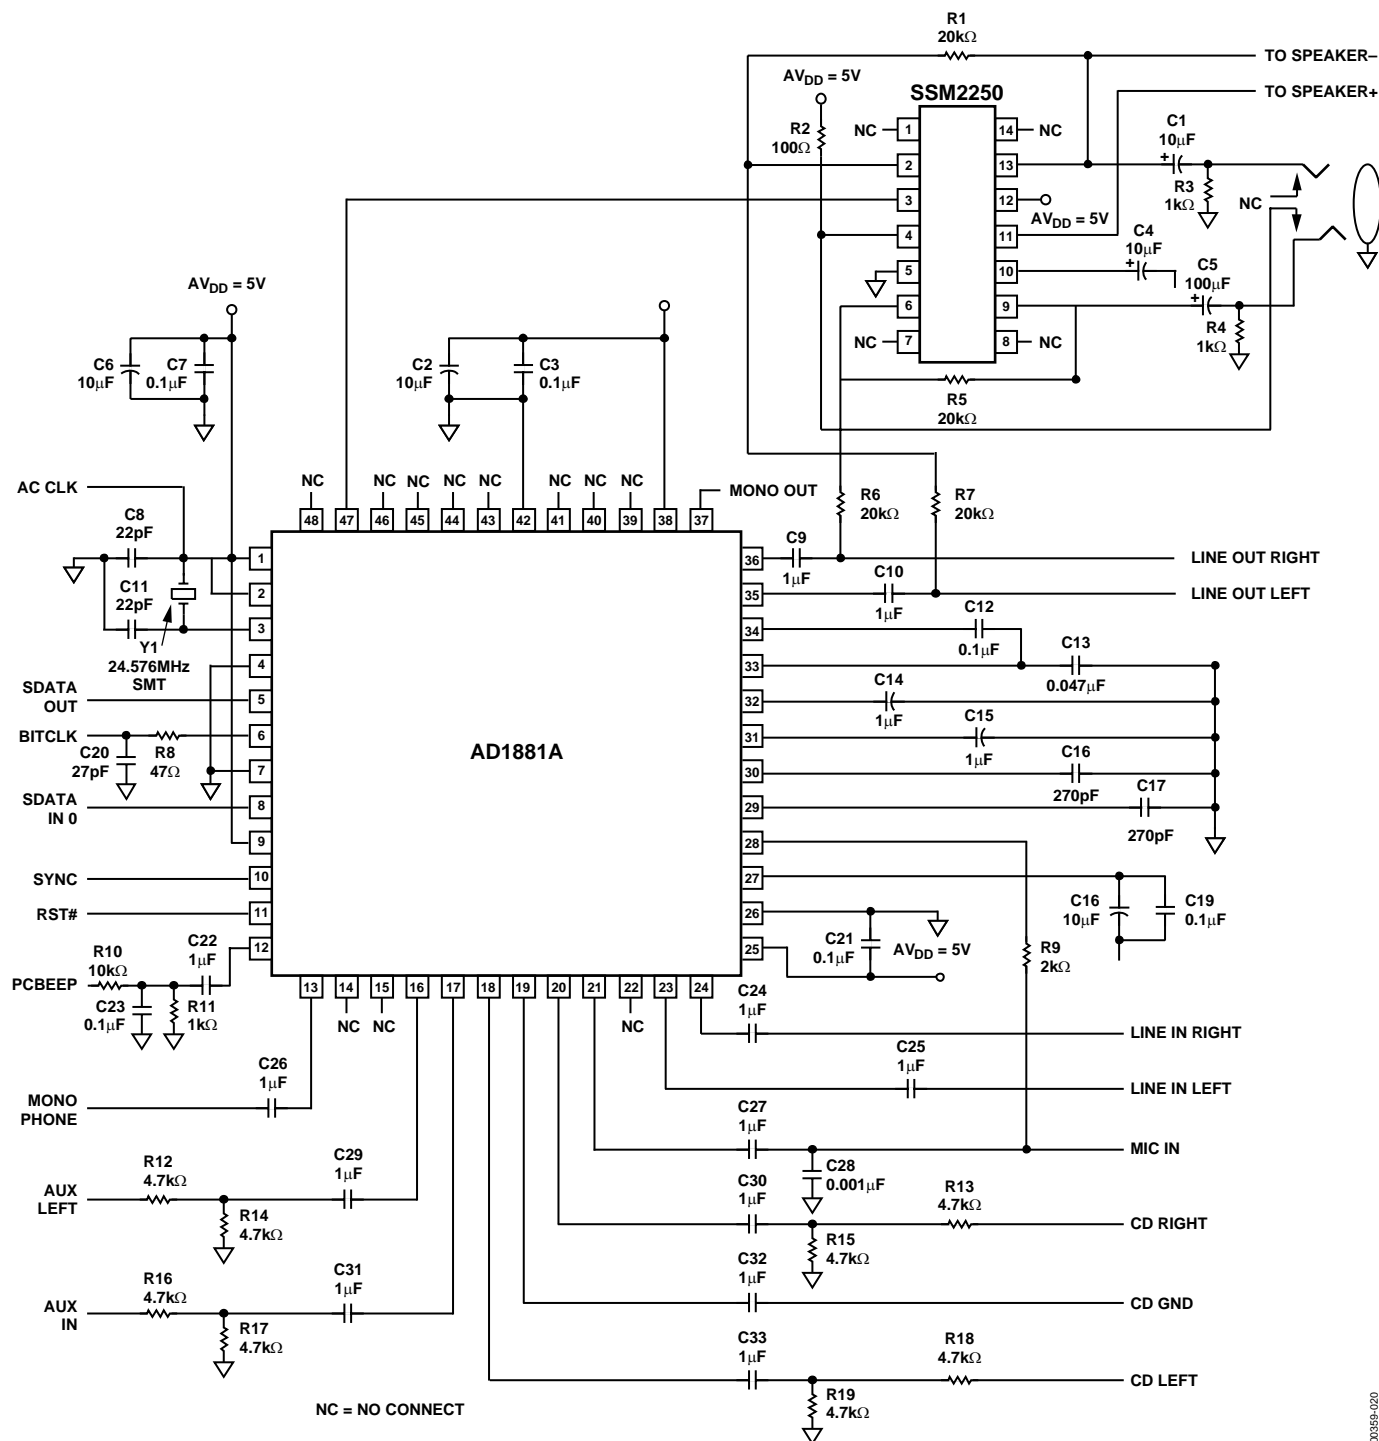 R1
20kΩ
TO SPEAKER–
AVDD = 5V
SSM2250
TO SPEAKER+
R2
100Ω
NC
1
14
NC
C1
10μF
+
2
13
R3
1kΩ
NC
3
12
AVDD = 5V
4
11
C4
10μF
+
5
10
C5
100μF
+
6
9
R4
1kΩ
NC
7
8
NC
R5
20kΩ
AVDD = 5V
C6
10μF
C7
0.1μF
C2
10μF
C3
0.1μF
AC CLK
NC
NC
NC
NC
NC
NC
NC
NC
MONO OUT
48
47
46
45
44
43
42
41
40
39
38
37
R6
20kΩ
R7
20kΩ
C8
22pF
C11
22pF
Y1
24.576MHz
SMT
SDATA
OUT
BITCLK
C20
27pF
R8
47Ω
SDATA
IN 0
SYNC
RST#
R10
10kΩ
C22
1μF
PCBEEP
C23
0.1μF
R11
1kΩ
1
2
3
4
5
6
7
8
9
10
11
12
AD1881A
36
35
34
33
32
31
30
29
28
27
26
25
C9
1μF
LINE OUT RIGHT
C10
1μF
LINE OUT LEFT
C12
0.1μF
C13
0.047μF
C14
1μF
C15
1μF
C16
270pF
C17
270pF
C16
10μF
C19
0.1μF
C21
0.1μF
AVDD = 5V
R9
2kΩ
13
14
15
16
17
18
19
20
21
22
23
24
NC
NC
NC
C24
1μF
LINE IN RIGHT
C25
1μF
LINE IN LEFT
C26
1μF
MONO
PHONE
C27
1μF
MIC IN
C28
0.001μF
R12
4.7kΩ
C29
1μF
AUX
LEFT
R14
4.7kΩ
C30
1μF
R13
4.7kΩ
CD RIGHT
R15
4.7kΩ
R16
4.7kΩ
C31
1μF
AUX
IN
R17
4.7kΩ
C32
1μF
CD GND
C33
1μF
R18
4.7kΩ
CD LEFT
R19
4.7kΩ
NC = NO CONNECT
00359-020